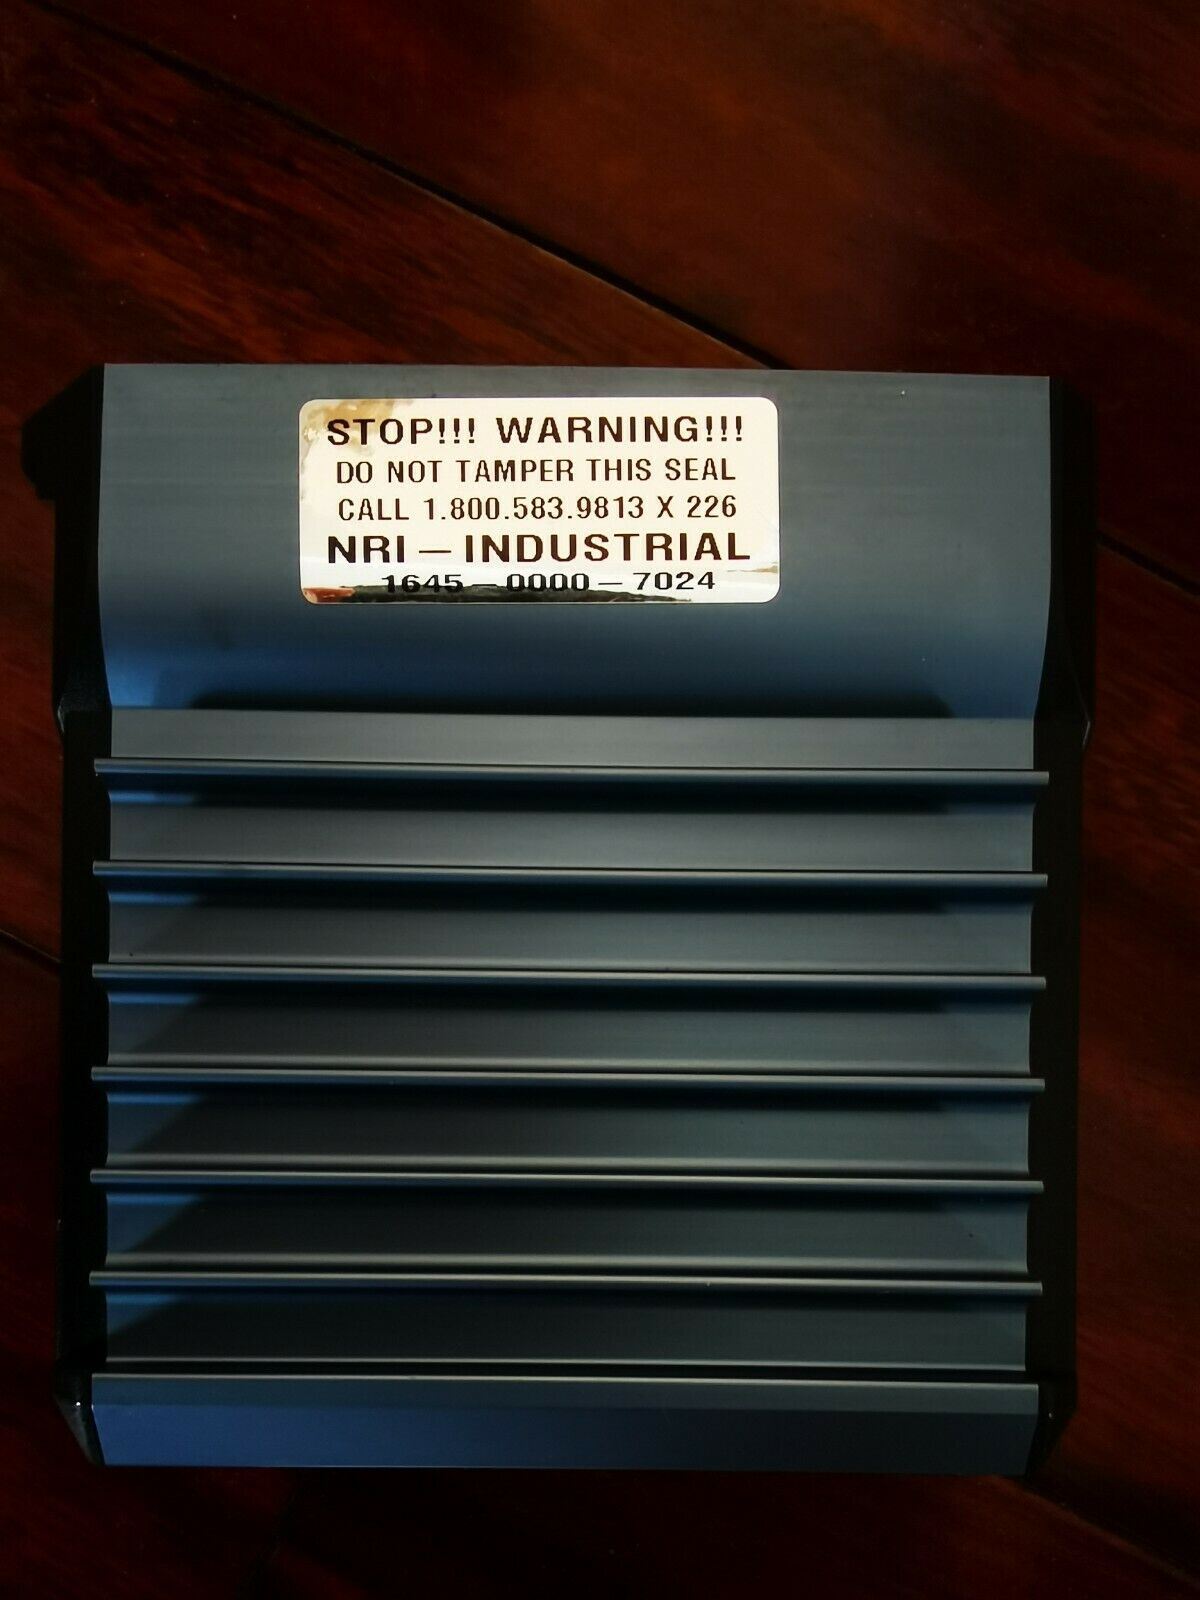 STOP!!! WARNING!!!
DO NOT TAMPER THIS SEAL
CALL 1.800.583.9813 X 226
NRI – INDUSTRIAL
1645 – 0000 – 7024